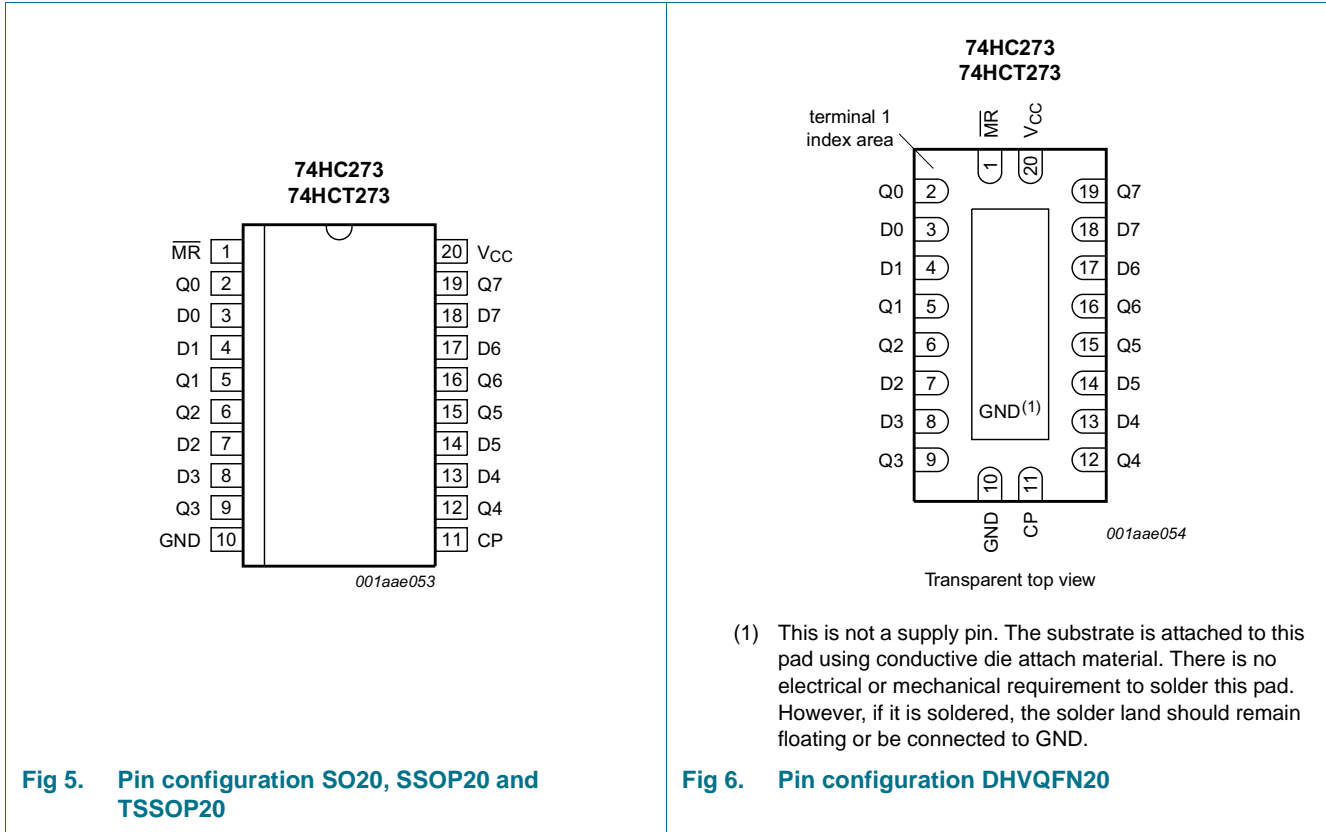 74HC273
74HCT273
MR 1
Q0 2
D0 3
D1 4
Q1 5
Q2 6
D2 7
D3 8
Q3 9
GND 10
20 VCC
19 Q7
18 D7
17 D6
16 Q6
15 Q5
14 D5
13 D4
12 Q4
11 CP
001aae053
Fig 5. Pin configuration SO20, SSOP20 and
TSSOP20
74HC273
74HCT273
terminal 1
index area
MR
VCC
1
20
Q0 2
D0 3
D1 4
Q1 5
Q2 6
D2 7
D3 8
Q3 9
19 Q7
18 D7
17 D6
16 Q6
15 Q5
14 D5
13 D4
12 Q4
GND(1)
10
11
GND
CP
001aae054
Transparent top view
(1) This is not a supply pin. The substrate is attached to this
pad using conductive die attach material. There is no
electrical or mechanical requirement to solder this pad.
However, if it is soldered, the solder land should remain
floating or be connected to GND.
Fig 6. Pin configuration DHVQFN20